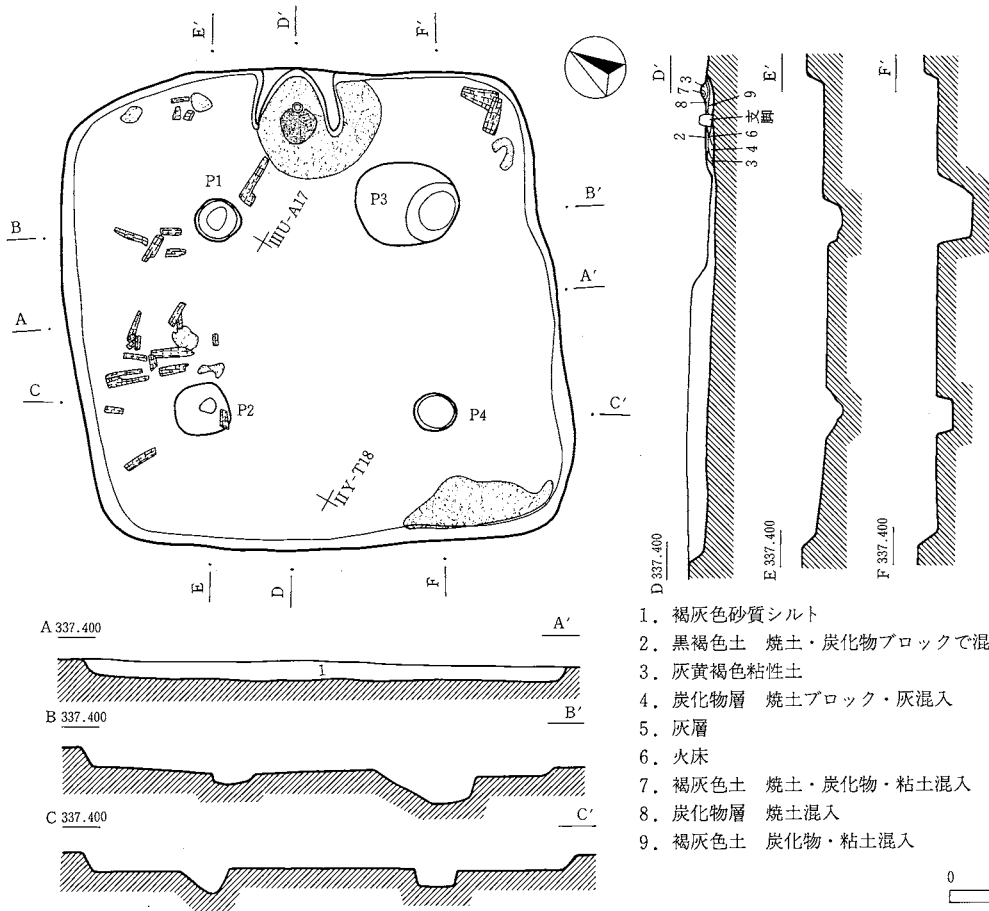 E'
D'
F'
P1
P3
ⅢU-A17
B
B'
A
A'
C
C'
P2
P4
ⅡY-T18
E
D
F
D'
E'
F'
3
7
8
9
支脚
2
6
4
3
D 337.400
E 337.400
F 337.400
A 337.400
A'
1
B 337.400
B'
C 337.400
C'
1. 褐灰色砂質シルト
2. 黒褐色土 焼土・炭化物ブロックで混
3. 灰黄褐色粘性土
4. 炭化物層 焼土ブロック・灰混入
5. 灰層
6. 火床
7. 褐灰色土 焼土・炭化物・粘土混入
8. 炭化物層 焼土混入
9. 褐灰色土 炭化物・粘土混入
0